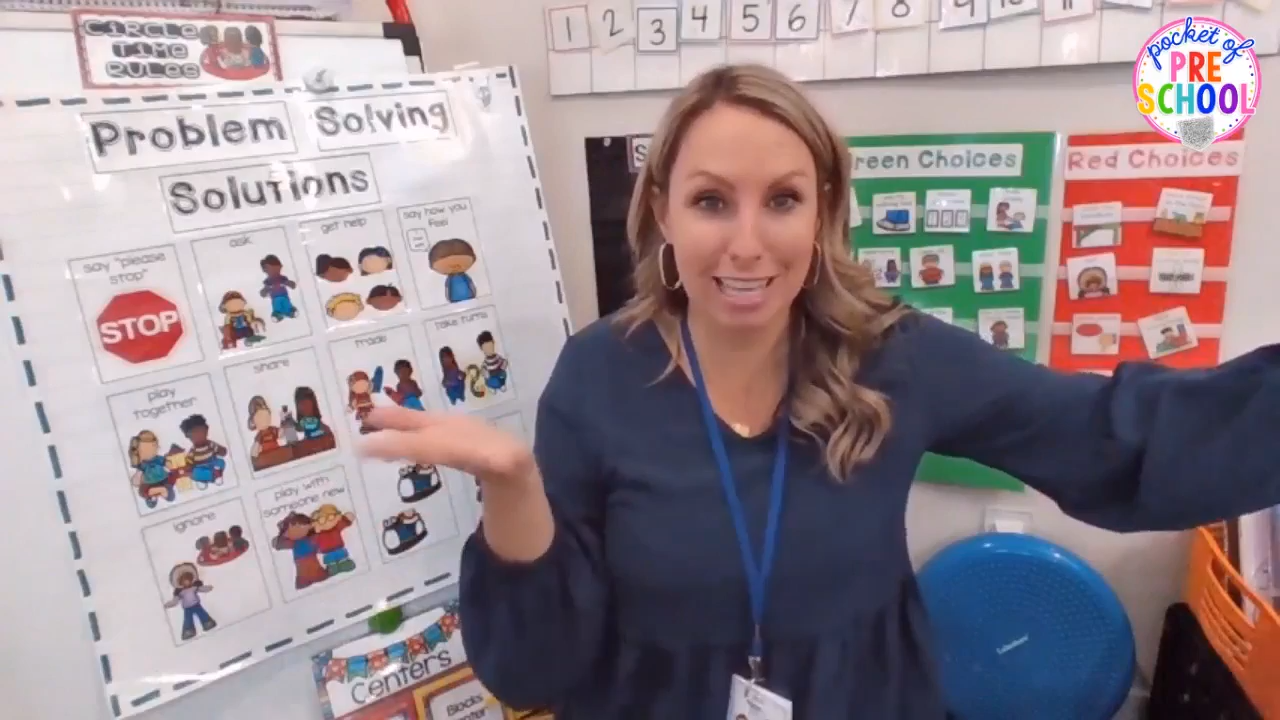 CIRCLE
TIME
RULES
Problem Solving
Solutions
say "please
stop"
STOP
ask
get help
say how you
feel
play
together
share
trade
take turns
ignore
play with
someone new
Centers
Blocks
1 2 3 4 5 6 7 8 9 10 11
reen Choices
Red Choices
pocket of
PRE
SCHOOL